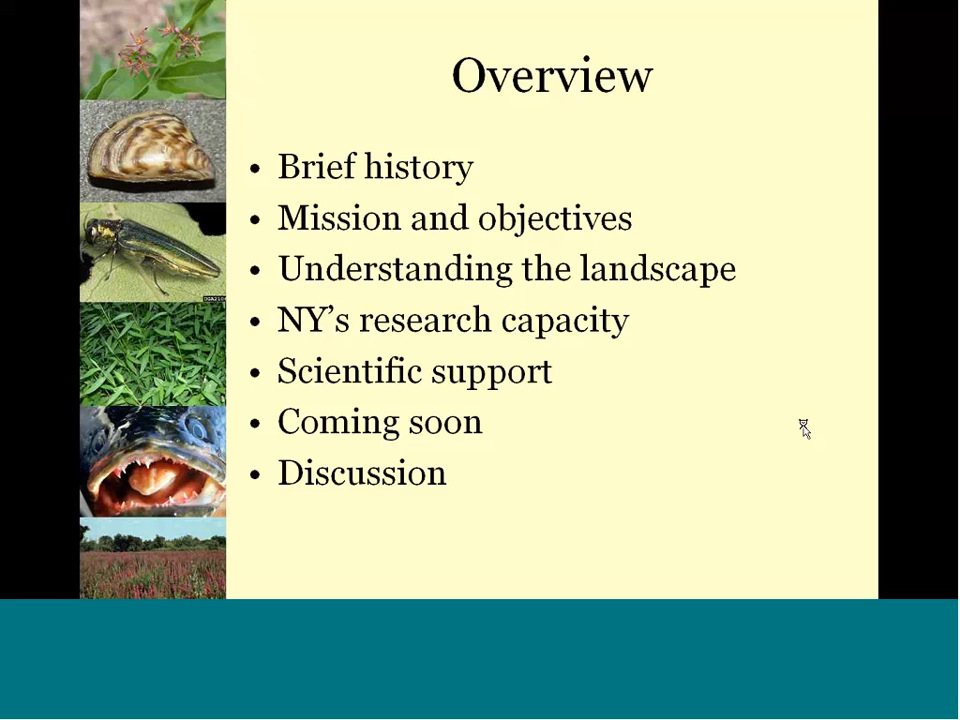 Overview
• Brief history
• Mission and objectives
• Understanding the landscape
• NY’s research capacity
• Scientific support
• Coming soon
• Discussion